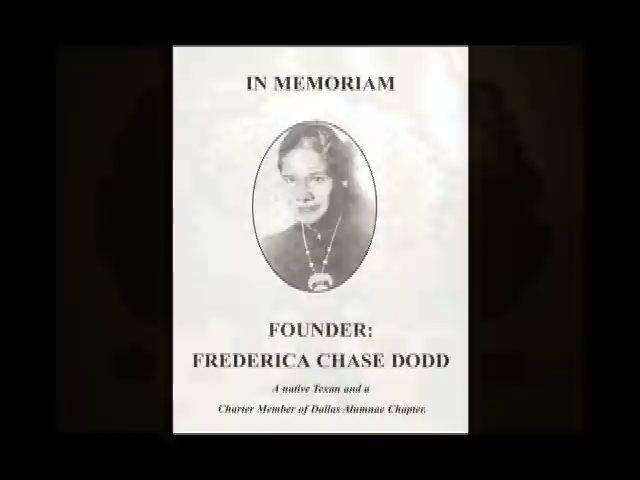 IN MEMORIAM
FOUNDER:
FREDERICA CHASE DODD
A native Texan and a
Charter Member of Dallas Alumnae Chapter.